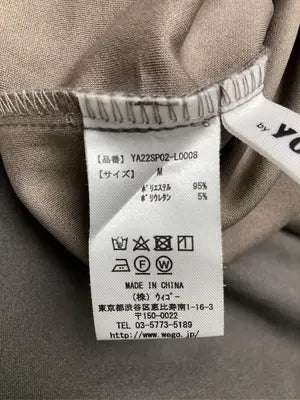 【品番】 YA22SP02-L0008
【サイズ】 M
ポリエステル 95%
ポリウレタン 5%
MADE IN CHINA
(株) ウィゴー
東京都渋谷区恵比寿南1-16-3
〒150-0022
TEL 03-5773-5189
http://www.wego.jp/
by